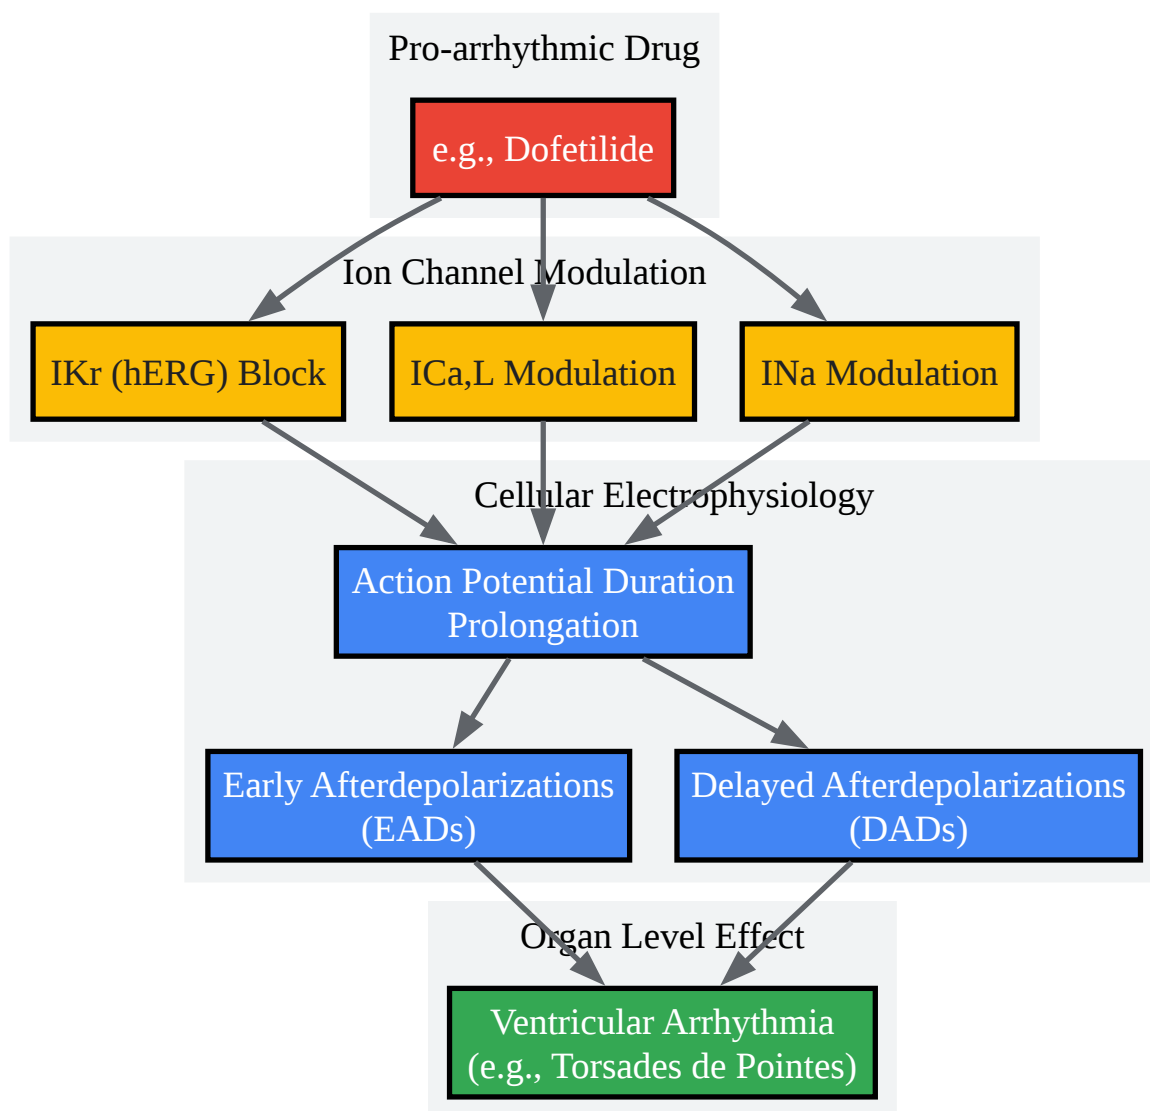 Pro-arrhythmic Drug
e.g., Dofetilide
Ion Channel Modulation
IKr (hERG) Block
ICa,L Modulation
INa Modulation
Cellular Electrophysiology
Action Potential Duration
Prolongation
Early Afterdepolarizations
(EADs)
Delayed Afterdepolarizations
(DADs)
Organ Level Effect
Ventricular Arrhythmia
(e.g., Torsades de Pointes)